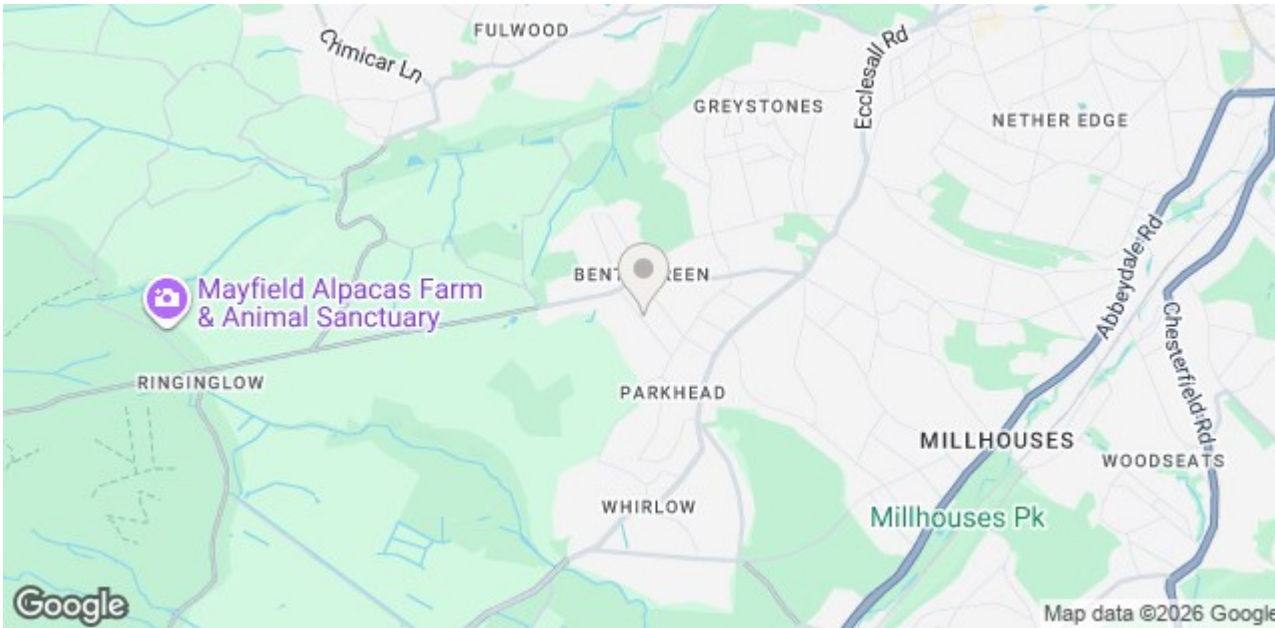 FULWOOD
Chimicar Ln
Ecclesall Rd
GREYSTONES
NETHER EDGE
Abbeydale Rd
Mayfield Alpacas Farm
& Animal Sanctuary
RINGINGLOW
Chesterfield Rd
PARKHEAD
MILLHOUSES
WOODSEATS
WHIRLOW
Millhouses Pk
Google
Map data ©2026 Google